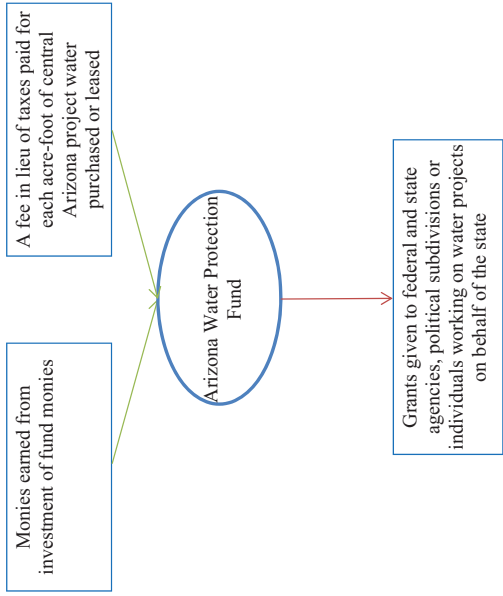 Monies earned from
investment of fund monies
A fee in lieu of taxes paid for
each acre-foot of central
Arizona project water
purchased or leased
Arizona Water Protection
Fund
Grants given to federal and state
agencies, political subdivisions or
individuals working on water projects
on behalf of the state